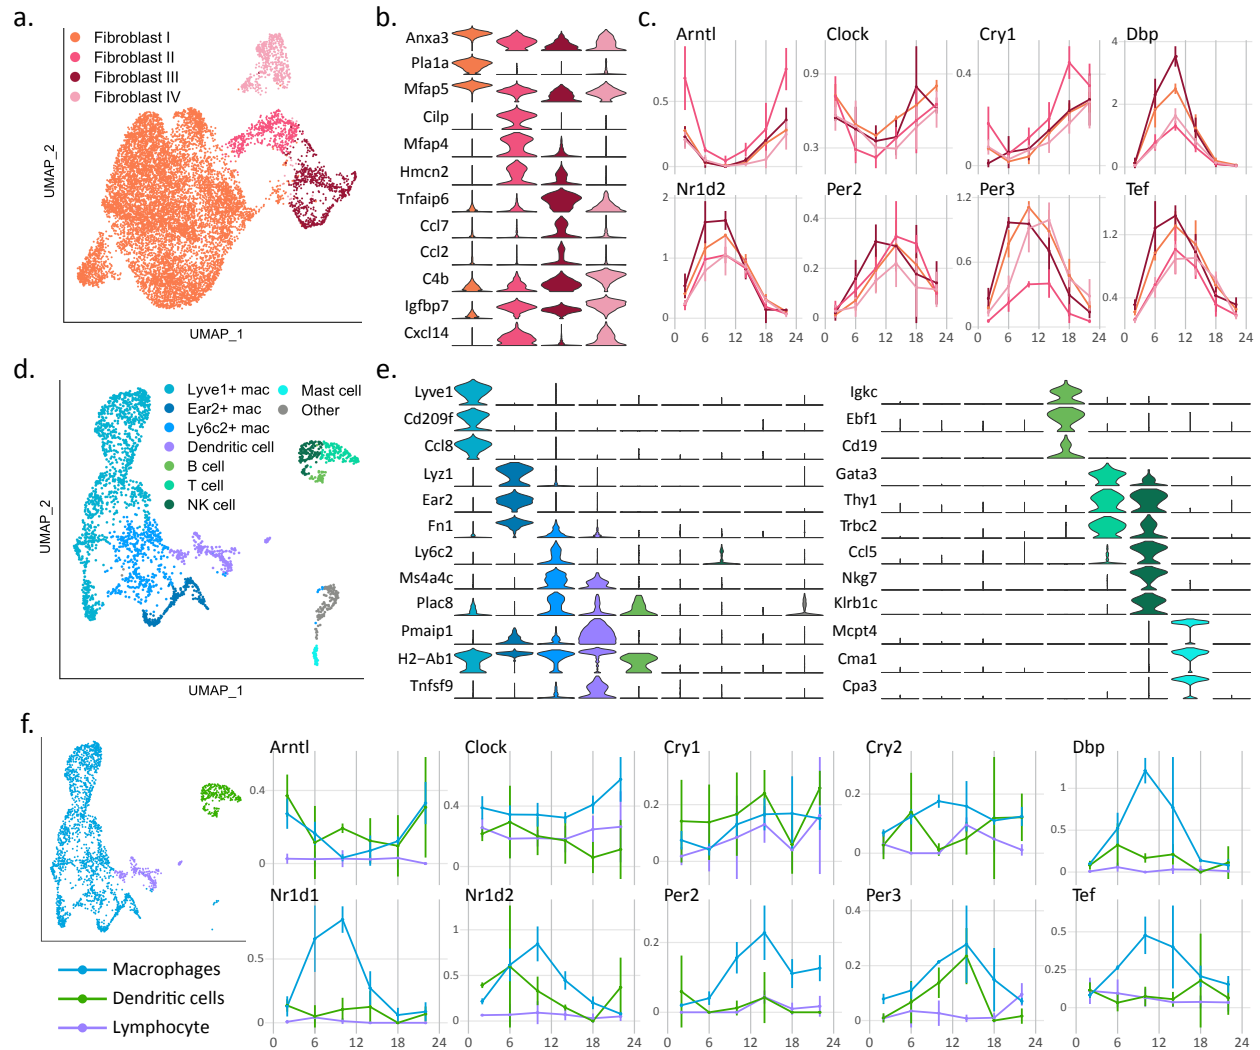 a.
Fibroblast I
Fibroblast II
Fibroblast III
Fibroblast IV
UMAP_2
UMAP_1
b.
Anxa3
Pla1a
Mfap5
Cilp
Mfap4
Hmcn2
Tnfaip6
Ccl7
Ccl2
C4b
Igfbp7
Cxcl14
c.
Arntl
Clock
Cry1
Dbp
0.5
0
0.9
0.3
0.4
0
4
2
0
Nr1d2
Per2
Per3
Tef
2
1
0
0.4
0.2
0
1.2
0.6
0
1.2
0.4
0 6 12 18 24
0 6 12 18 24
0 6 12 18 24
0 6 12 18 24
d.
Lyve1+ mac
Ear2+ mac
Ly6c2+ mac
Dendritic cell
B cell
T cell
NK cell
Mast cell
Other
UMAP_2
UMAP_1
e.
Lyve1
Cd209f
Ccl8
Lyz1
Ear2
Fn1
Ly6c2
Ms4a4c
Plac8
Pmaip1
H2−Ab1
Tnfsf9
Igkc
Ebf1
Cd19
Gata3
Thy1
Trbc2
Ccl5
Nkg7
Klrb1c
Mcpt4
Cma1
Cpa3
f.
Macrophages
Dendritic cells
Lymphocyte
Arntl
Clock
Cry1
Cry2
Dbp
0.4
0
0.4
0
0.2
0
0.2
0
1
0.5
0
Nr1d1
Nr1d2
Per2
Per3
Tef
0.5
0
1
0.5
0
0.2
0
0.4
0.2
0
0.5
0.25
0
0 6 12 18 24
0 6 12 18 24
0 6 12 18 24
0 6 12 18 24
0 6 12 18 24